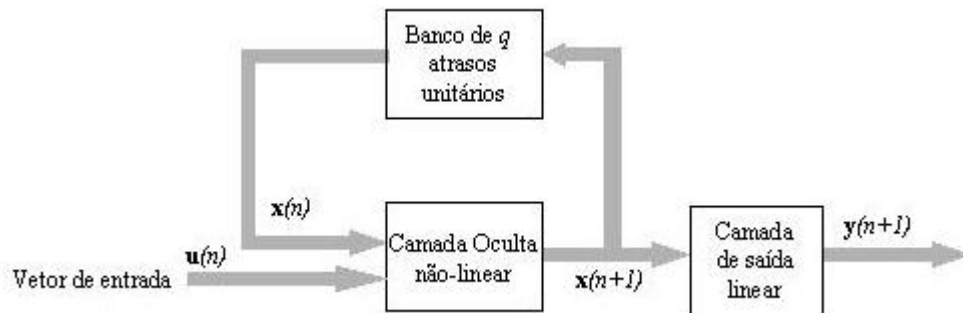 Banco de q
atrasos
unitários
x(n)
u(n)
Vetor de entrada
Camada Oculta
não-linear
x(n+1)
Camada
de saída
linear
y(n+1)